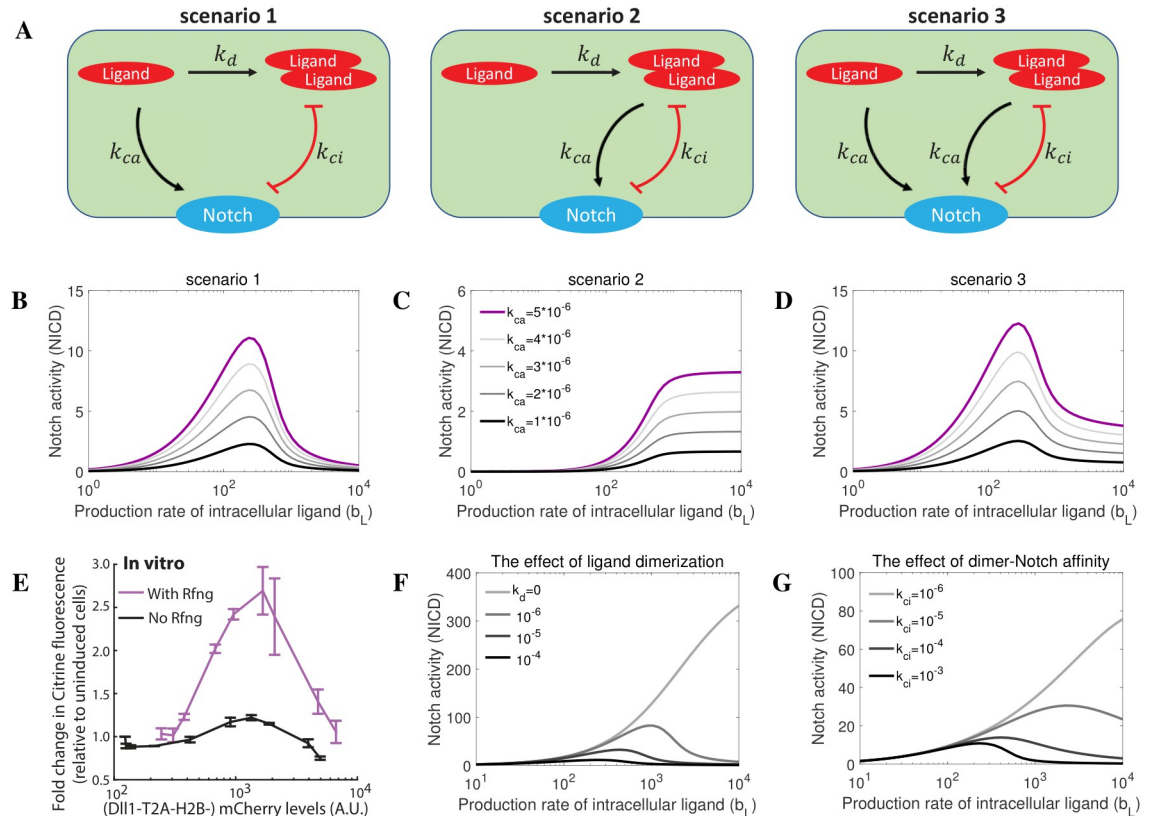 A
scenario 1
scenario 2
scenario 3
Ligand
k_d
Ligand
Ligand
k_ca
k_ci
Notch
Ligand
k_d
Ligand
Ligand
k_ca
k_ci
Notch
Ligand
k_d
Ligand
Ligand
k_ca
k_ca
k_ci
Notch
B
scenario 1
Notch activity (NICD)
15
10
5
0
10^0
10^2
10^4
Production rate of intracellular ligand (b_L)
C
scenario 2
Notch activity (NICD)
6
4
2
0
k_ca=5*10^-6
k_ca=4*10^-6
k_ca=3*10^-6
k_ca=2*10^-6
k_ca=1*10^-6
10^0
10^2
10^4
Production rate of intracellular ligand (b_L)
D
scenario 3
Notch activity (NICD)
15
10
5
0
10^0
10^2
10^4
Production rate of intracellular ligand (b_L)
E
In vitro
With Rfng
No Rfng
Fold change in Citrine fluorescence
(relative to uninduced cells)
3.0
2.5
2.0
1.5
1.0
0.5
10^2
10^3
10^4
(Dll1-T2A-H2B-) mCherry levels (A.U.)
F
The effect of ligand dimerization
Notch activity (NICD)
400
300
200
100
0
k_d=0
10^-6
10^-5
10^-4
10^1
10^2
10^3
10^4
Production rate of intracellular ligand (b_L)
G
The effect of dimer-Notch affinity
Notch activity (NICD)
100
80
60
40
20
0
k_ci=10^-6
k_ci=10^-5
k_ci=10^-4
k_ci=10^-3
10^1
10^2
10^3
10^4
Production rate of intracellular ligand (b_L)